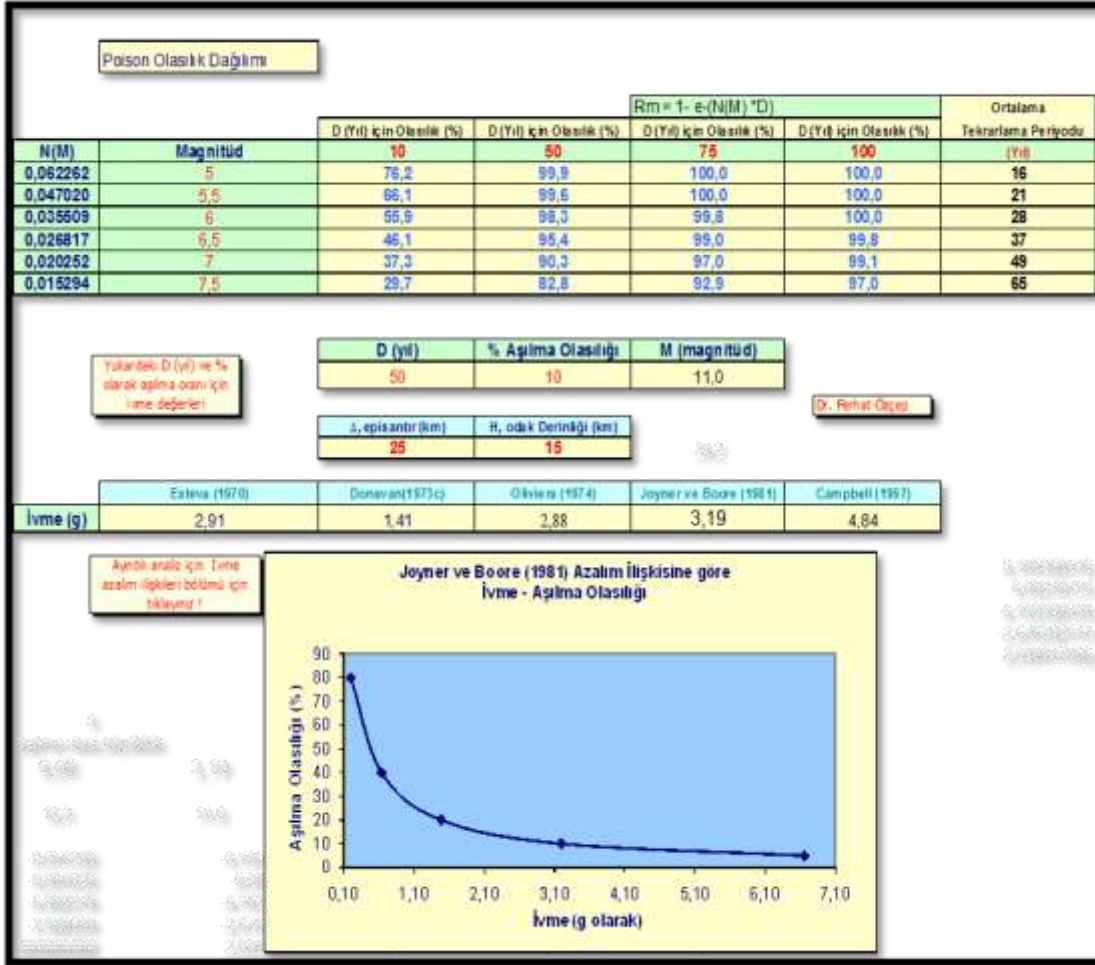 Poison Olasılık Dağılımı
Rm = 1- e-(N(M) *D)
Ortalama
D (Yıl) için Olasılık (%) D (Yıl) için Olasılık (%) D (Yıl) için Olasılık (%) D (Yıl) için Olasılık (%) Tekrarlama Periyodu
N(M) Magnitüd 10 50 75 100 (Yıl)
0,062262 5 76,2 99,9 100,0 100,0 16
0,047020 5,5 66,1 99,6 100,0 100,0 21
0,035509 6 55,9 98,3 99,8 100,0 28
0,026817 6,5 46,1 95,4 99,0 99,8 37
0,020252 7 37,3 90,3 97,0 99,1 49
0,015294 7,5 29,7 82,8 92,9 97,0 65
Yukardeki D (yıl) ve %
olarak aşılma oranı için
ivme değerleri
D (yıl) % Aşılma Olasılığı M (magnitüd)
50 10 11,0
Dr. Ferhat Özçep
Δ, episantır (km) H, odak Derinliği (km)
25 15
Esteva (1970) Donavan(1973c) Oliviera (1974) Joyner ve Boore (1981) Campbell (1997)
İvme (g) 2,91 1,41 2,88 3,19 4,84
Ayrıtılı analiz için İvme
azalım ilişkileri bölümü için
tıklayınız !
Joyner ve Boore (1981) Azalım İlişkisine göre
İvme - Aşılma Olasılığı
Aşılma Olasılığı (%)
90
80
70
60
50
40
30
20
10
0
0,10 1,10 2,10 3,10 4,10 5,10 6,10 7,10
İvme (g olarak)